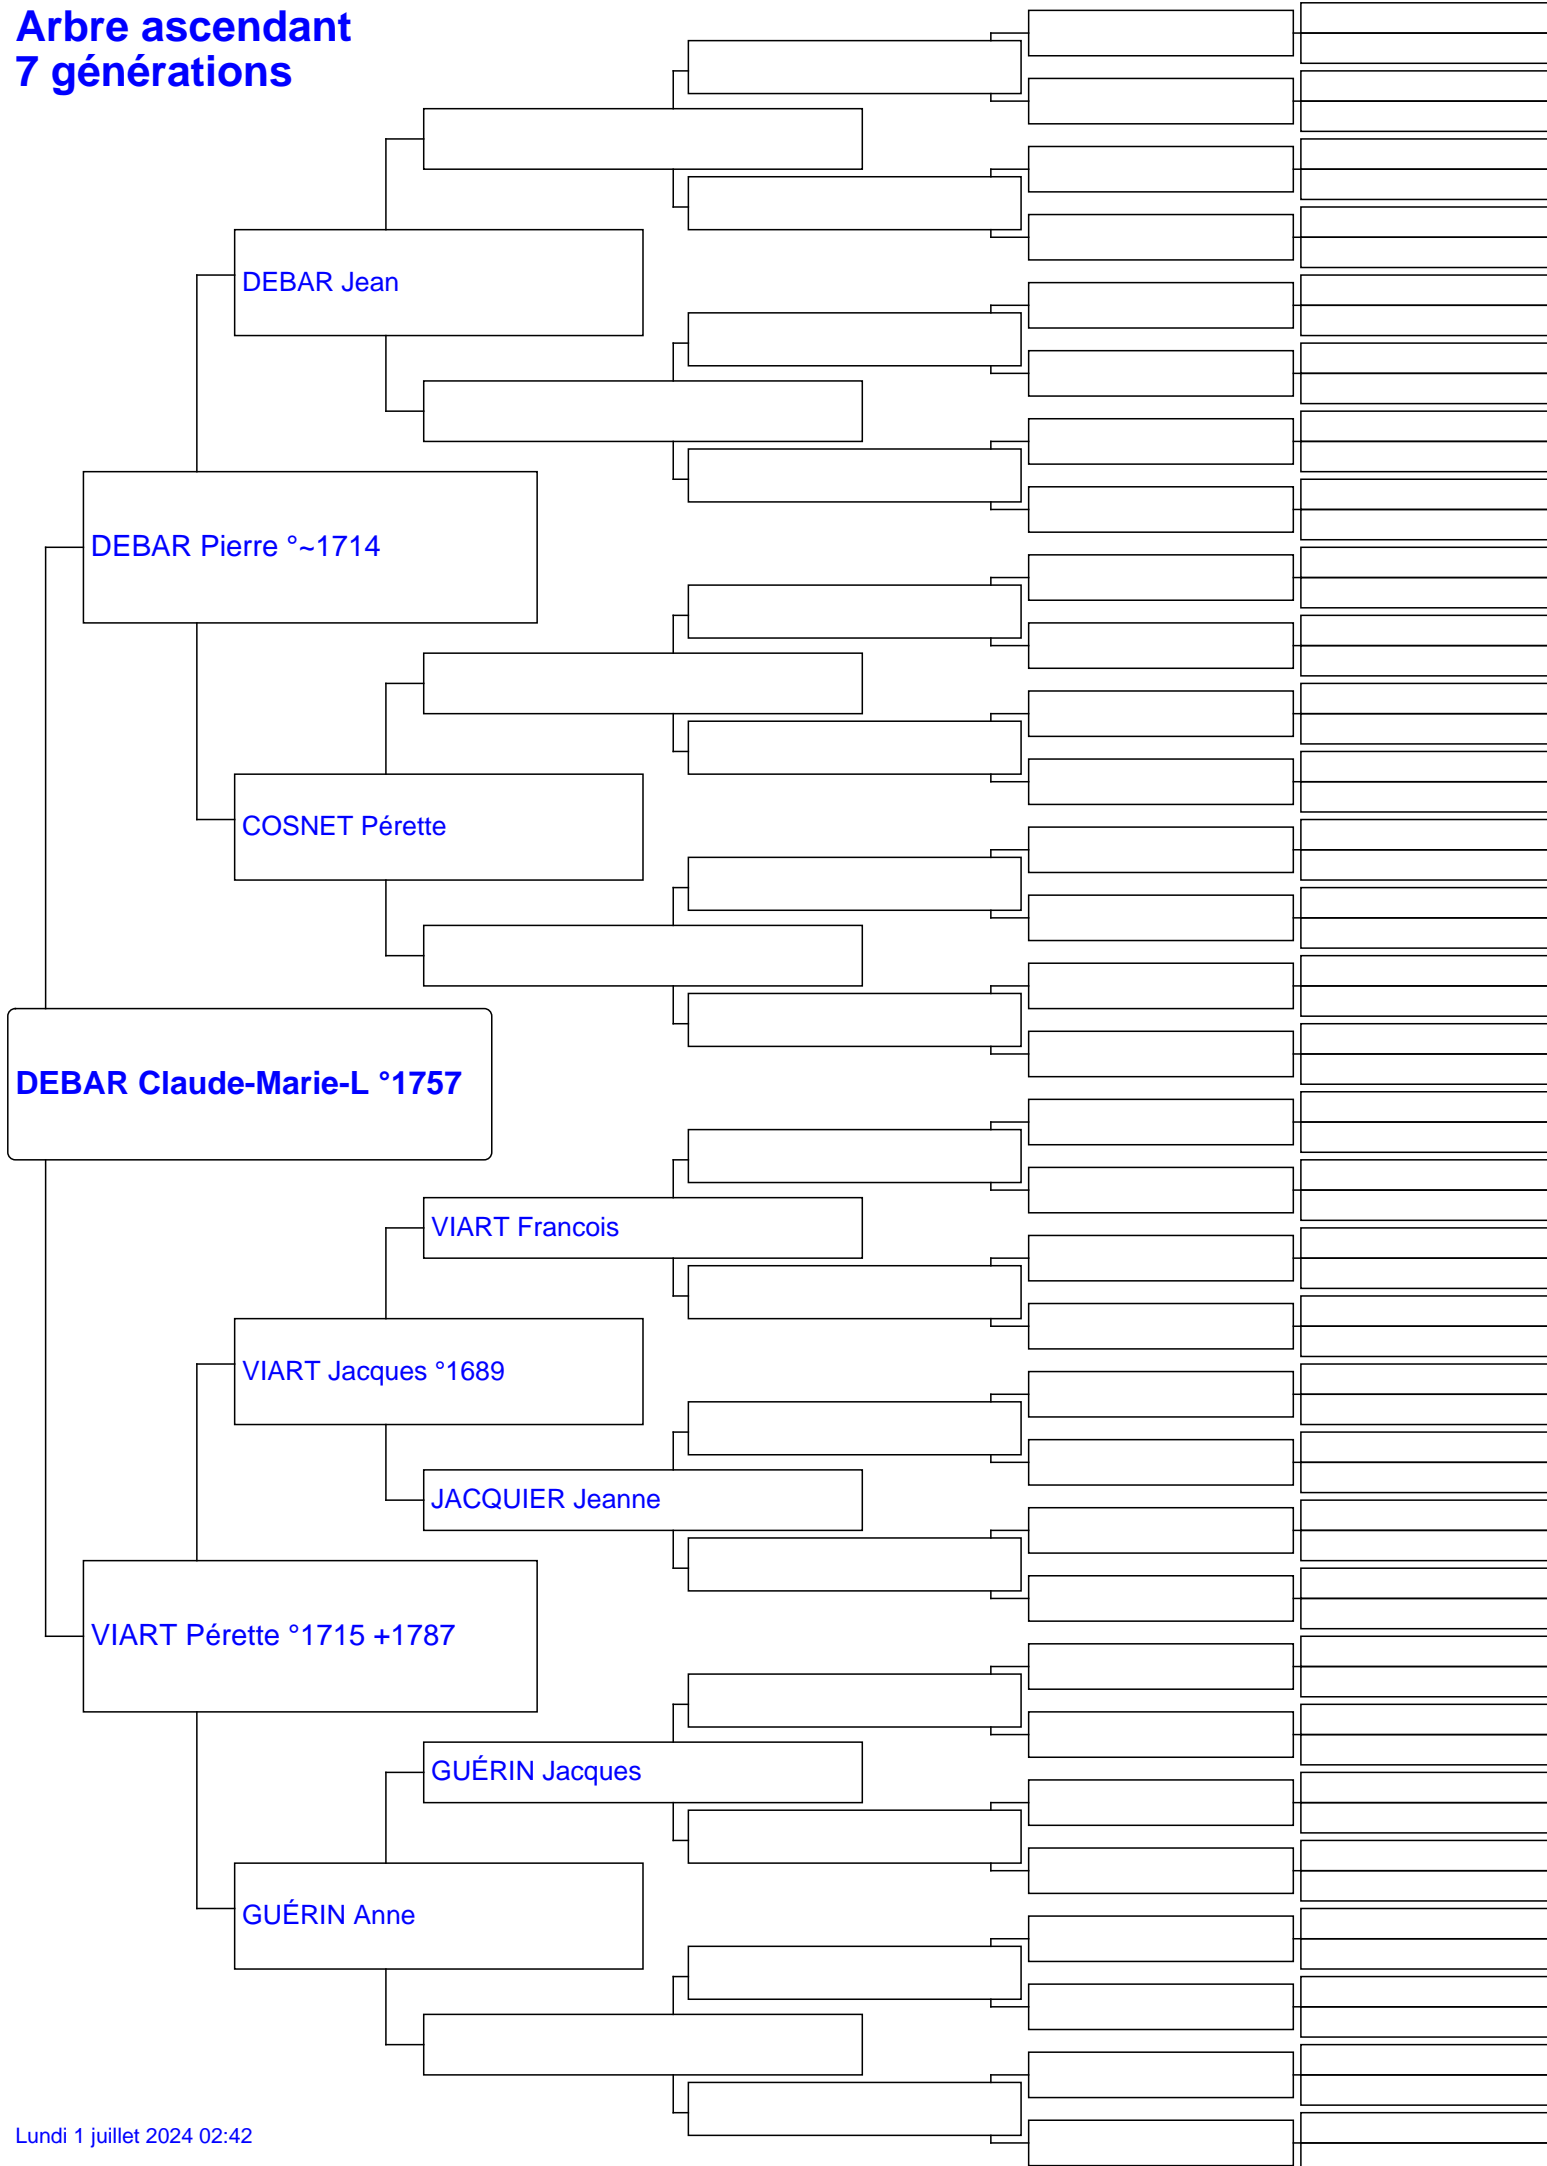 Arbre ascendant
7 générations
DEBAR Jean
DEBAR Pierre °~1714
COSNET Pérette
DEBAR Claude-Marie-L °1757
VIART Francois
VIART Jacques °1689
JACQUIER Jeanne
VIART Pérette °1715 +1787
GUÉRIN Jacques
GUÉRIN Anne
Lundi 1 juillet 2024 02:42